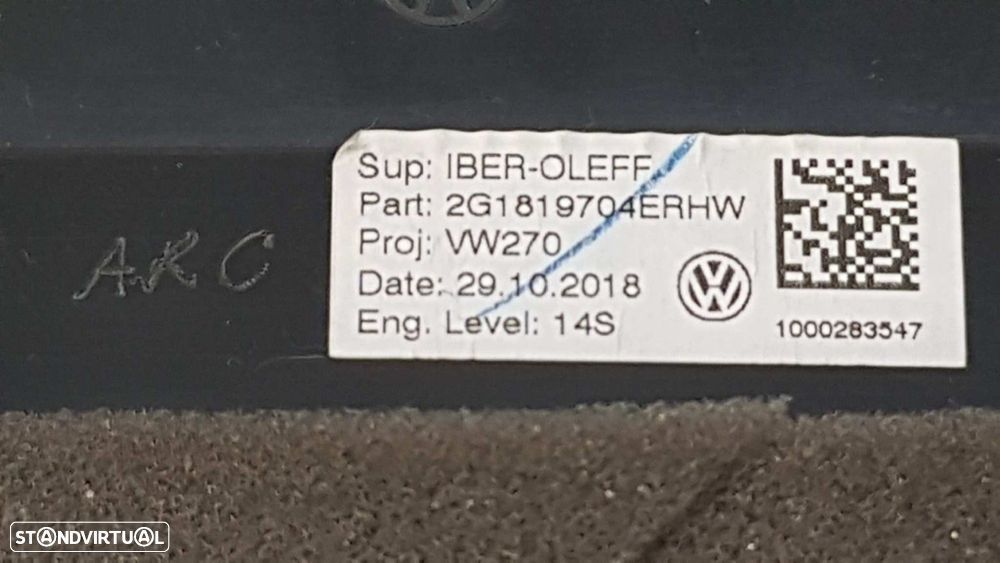 Sup: IBER-OLEFF
Part: 2G1819704ERHW
Proj: VW270
Date: 29.10.2018
Eng. Level: 14S
1000283547
ARC
STANDVIRTUAL